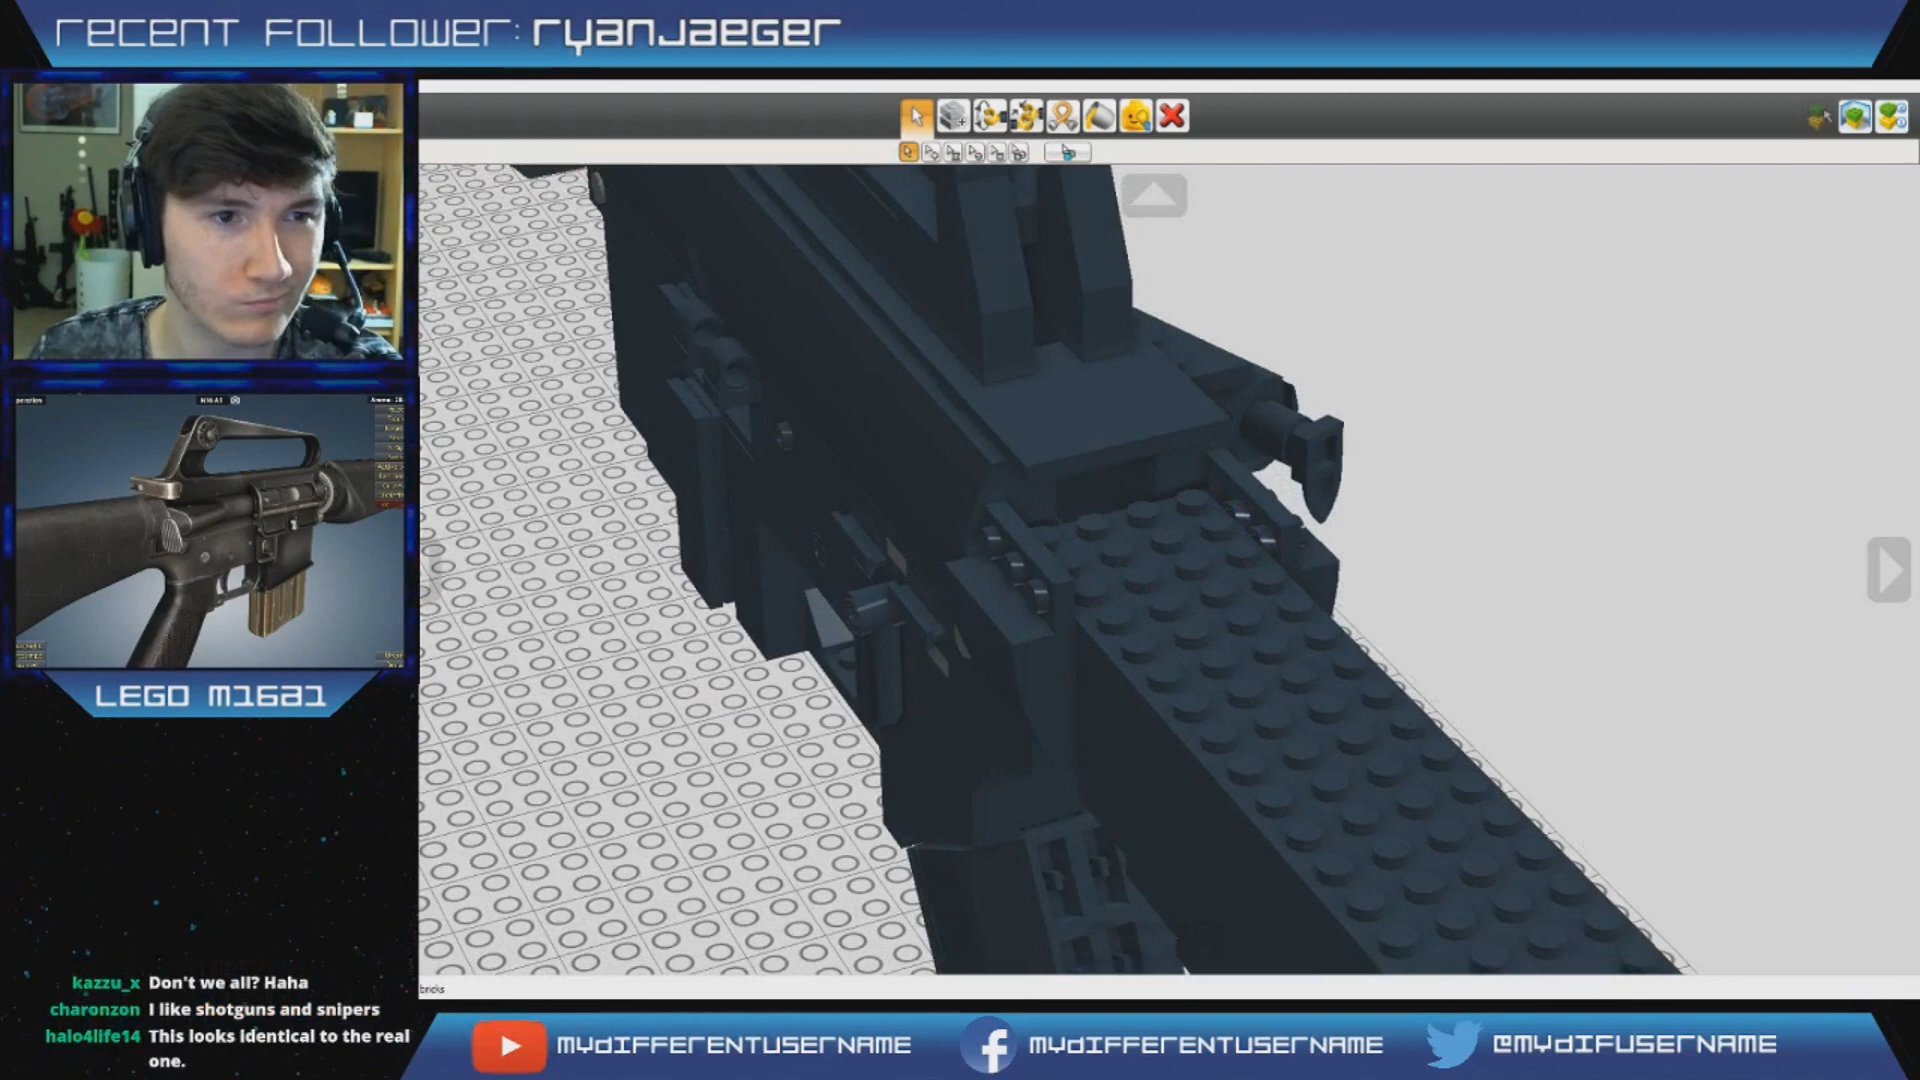 recent follower: ryanjaeger
M16A1
LEGO M16A1
kazzu_x Don't we all? Haha
charonzon I like shotguns and snipers
halo4life14 This looks identical to the real
one.
bricks
mydifferentusername
mydifferentusername
@mydifusername